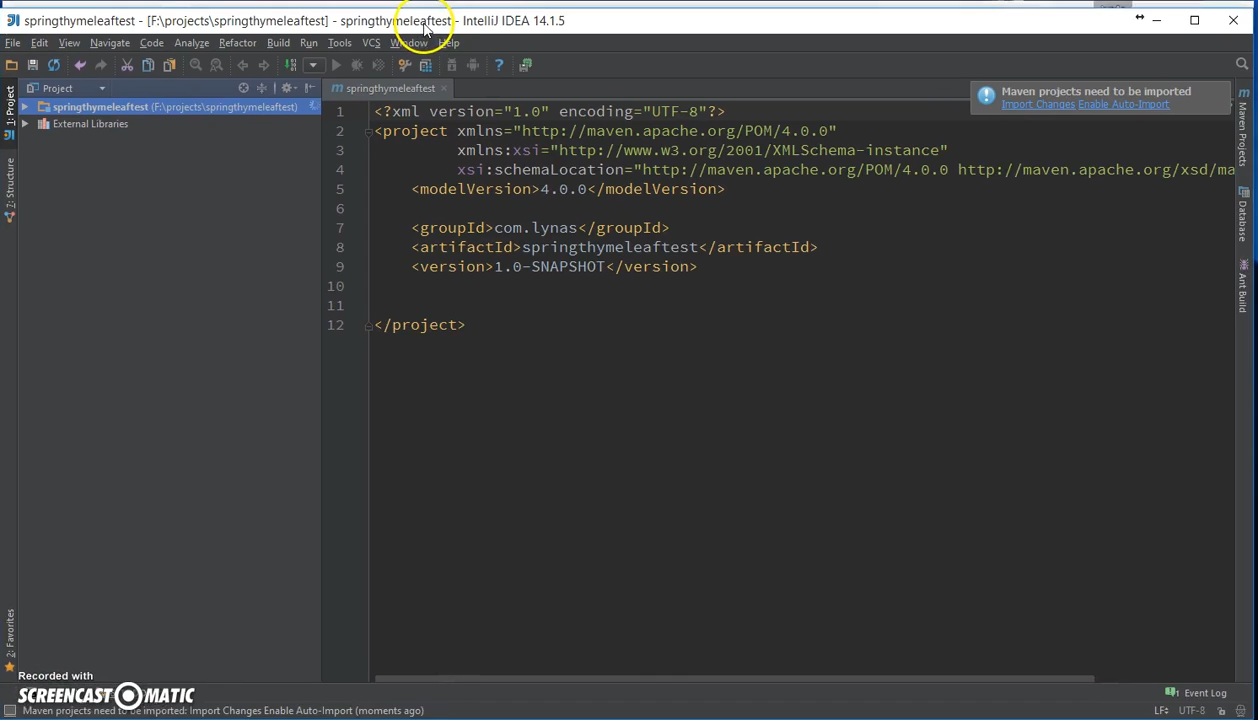 springthymeleaftest - [F:\projects\springthymeleaftest] - springthymeleaftest - IntelliJ IDEA 14.1.5
File Edit View Navigate Code Analyze Refactor Build Run Tools VCS Window Help
Project
springthymeleaftest (F:\projects\springthymeleaftest)
External Libraries
1: Project
7: Structure
2: Favorites
springthymeleaftest
1 <?xml version="1.0" encoding="UTF-8"?>
2 <project xmlns="http://maven.apache.org/POM/4.0.0"
3 xmlns:xsi="http://www.w3.org/2001/XMLSchema-instance"
4 xsi:schemaLocation="http://maven.apache.org/POM/4.0.0 http://maven.apache.org/xsd/ma
5 <modelVersion>4.0.0</modelVersion>
6
7 <groupId>com.lynas</groupId>
8 <artifactId>springthymeleaftest</artifactId>
9 <version>1.0-SNAPSHOT</version>
10
11
12 </project>
Maven projects need to be imported
Import Changes Enable Auto-Import
Maven Projects
Database
Ant Build
Recorded with
SCREENCAST MATIC
Event Log
Maven projects need to be imported: Import Changes Enable Auto-Import (moments ago)
LF÷ UTF-8